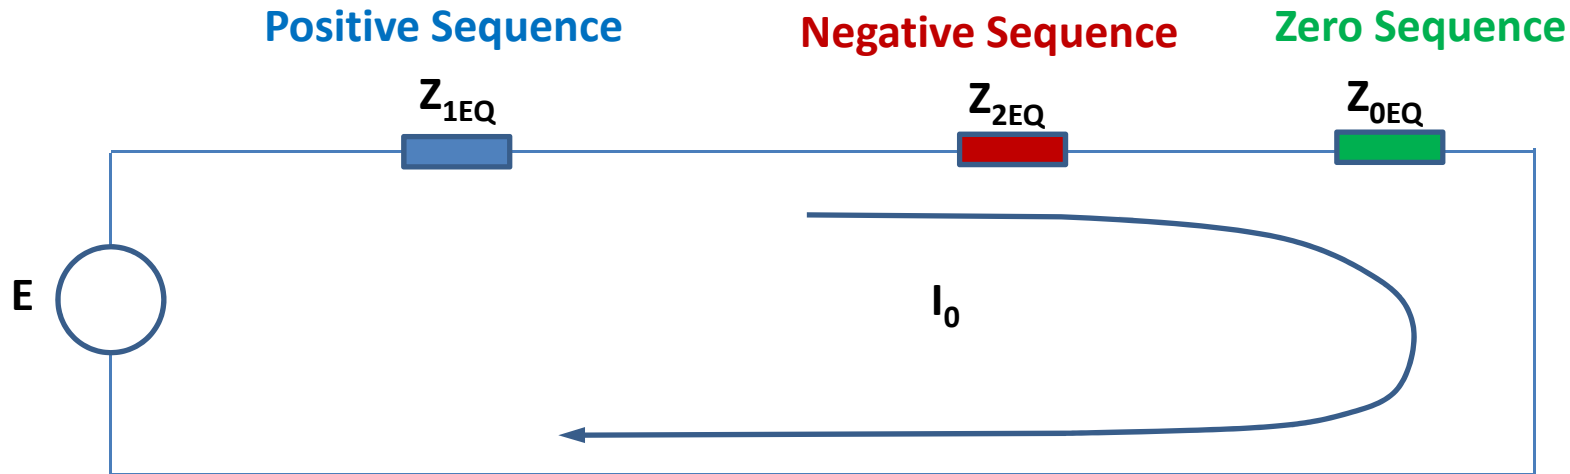 Positive Sequence
Negative Sequence
Zero Sequence
Z1EQ
Z2EQ
Z0EQ
E
I0